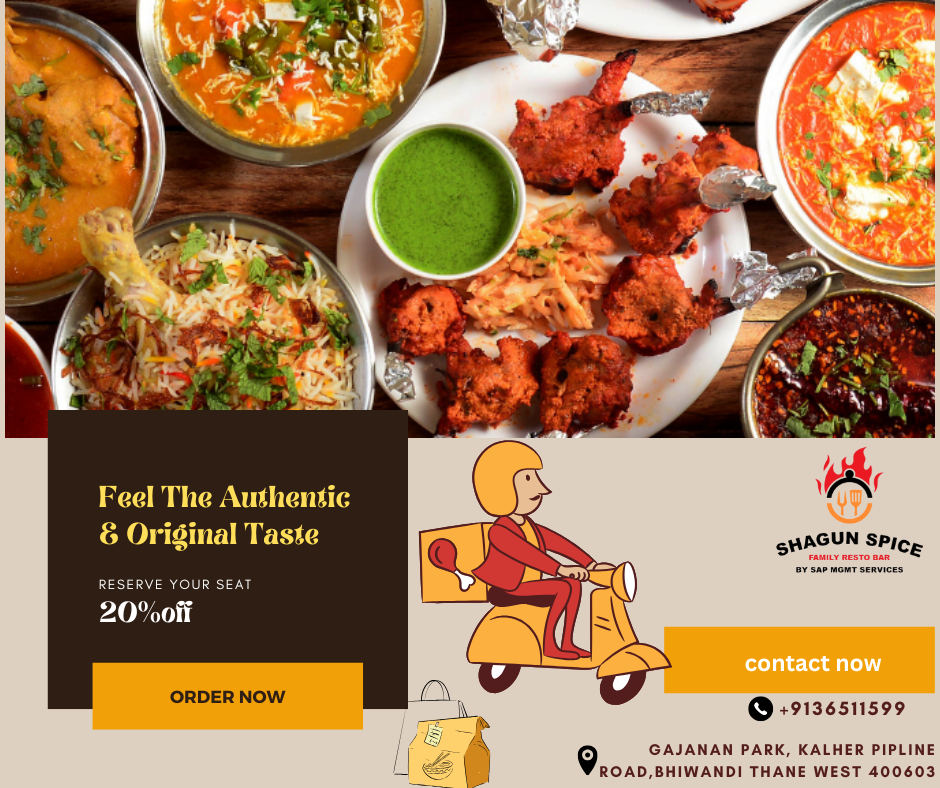 Feel The Authentic
& Original Taste
RESERVE YOUR SEAT
20%off
ORDER NOW
SHAGUN SPICE
FAMILY RESTO BAR
BY SAP MGMT SERVICES
contact now
+9136511599
GAJANAN PARK, KALHER PIPLINE
ROAD,BHIWANDI THANE WEST 400603